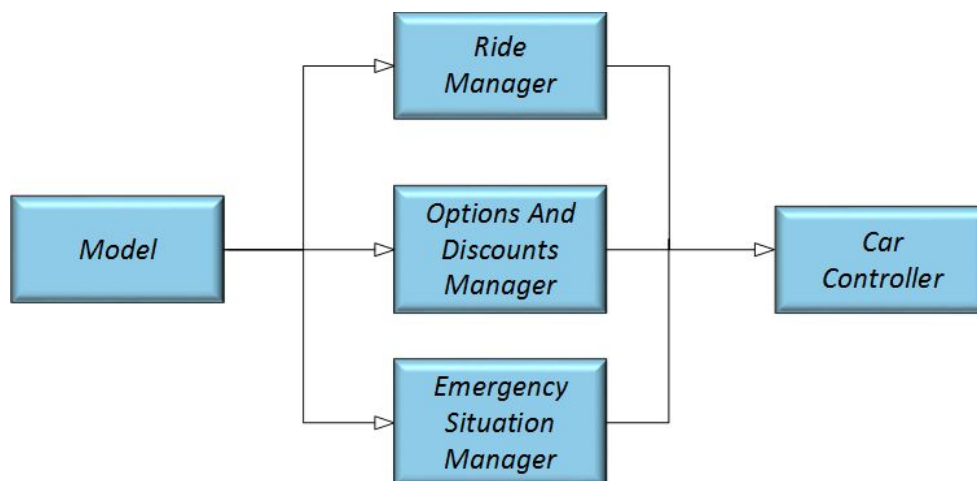 Ride
Manager
Model
Options And
Discounts
Manager
Car
Controller
Emergency
Situation
Manager